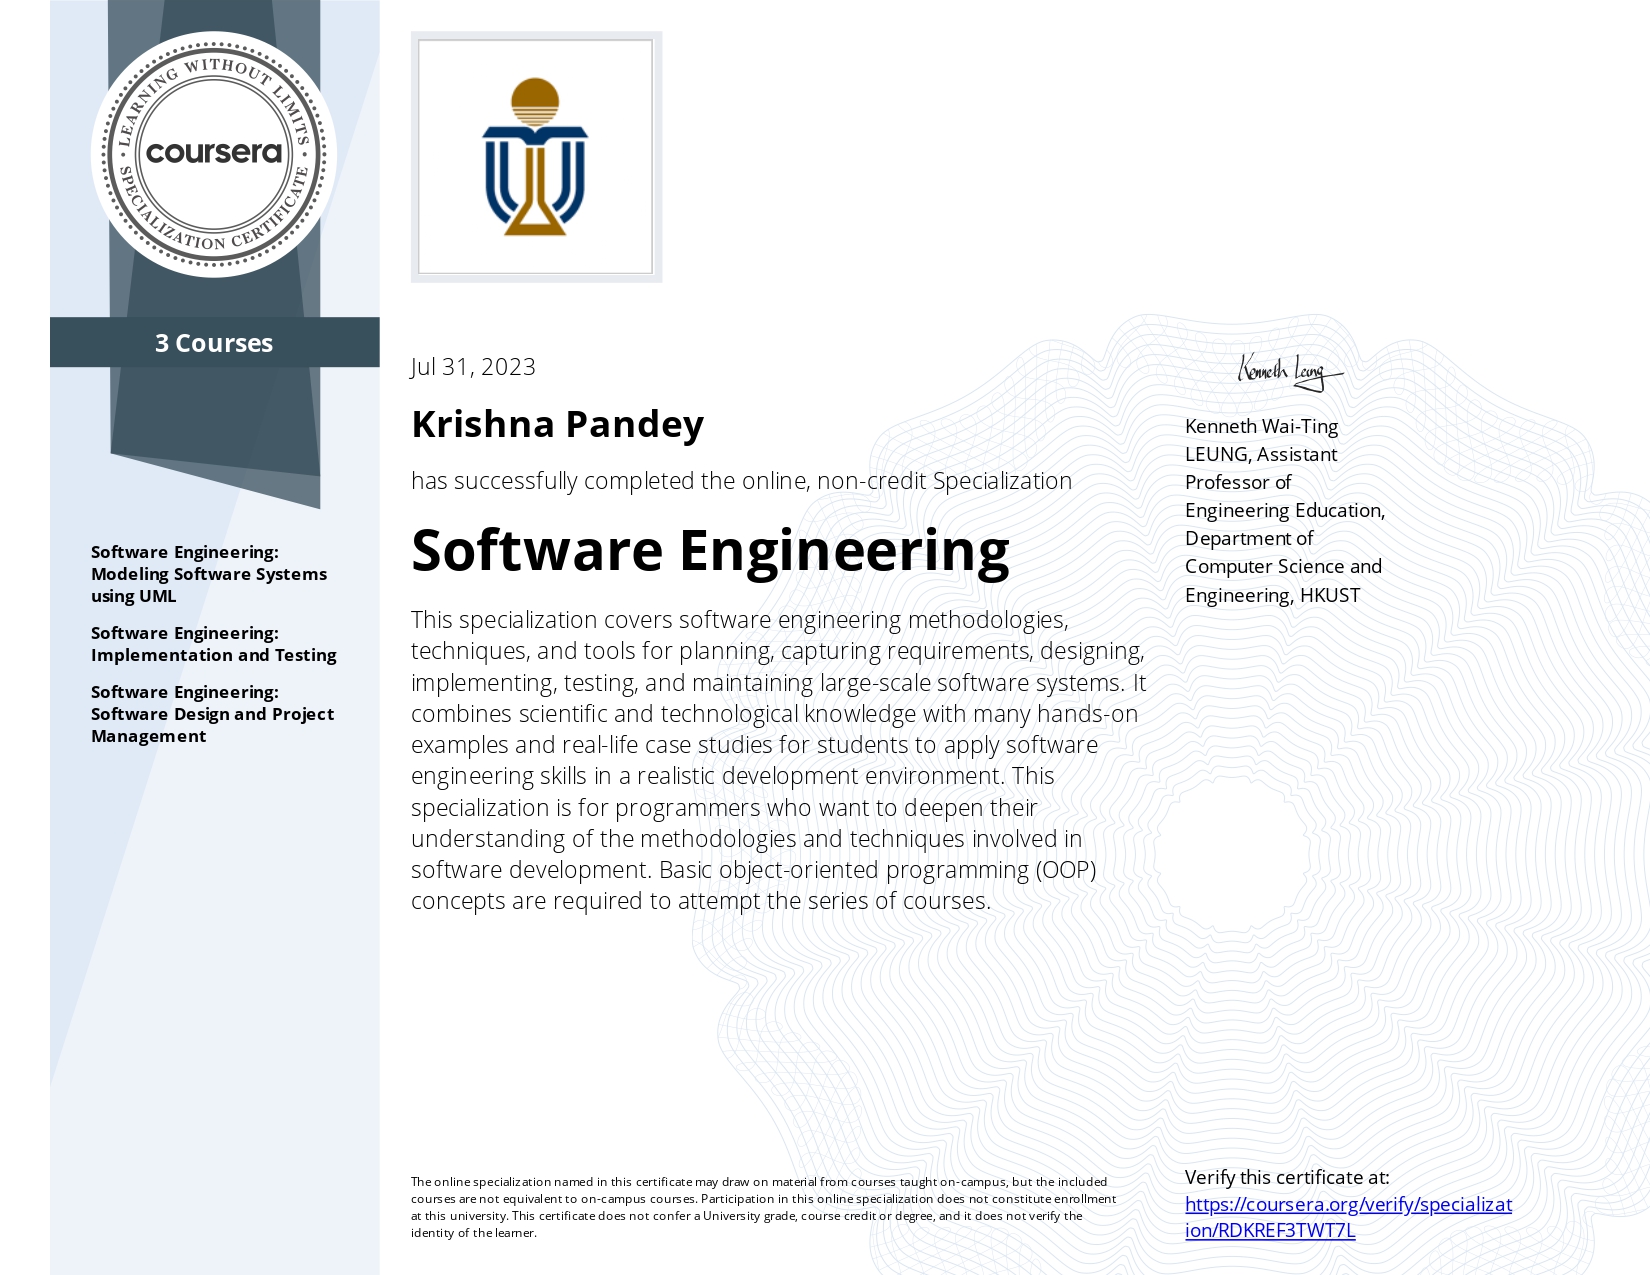 LEARNING WITHOUT LIMITS
coursera
SPECIALIZATION CERTIFICATE
3 Courses
Software Engineering:
Modeling Software Systems
using UML
Software Engineering:
Implementation and Testing
Software Engineering:
Software Design and Project
Management
Jul 31, 2023
Krishna Pandey
has successfully completed the online, non-credit Specialization
Software Engineering
This specialization covers software engineering methodologies,
techniques, and tools for planning, capturing requirements, designing,
implementing, testing, and maintaining large-scale software systems. It
combines scientific and technological knowledge with many hands-on
examples and real-life case studies for students to apply software
engineering skills in a realistic development environment. This
specialization is for programmers who want to deepen their
understanding of the methodologies and techniques involved in
software development. Basic object-oriented programming (OOP)
concepts are required to attempt the series of courses.
Kenneth Leung
Kenneth Wai-Ting
LEUNG, Assistant
Professor of
Engineering Education,
Department of
Computer Science and
Engineering, HKUST
The online specialization named in this certificate may draw on material from courses taught on-campus, but the included
courses are not equivalent to on-campus courses. Participation in this online specialization does not constitute enrollment
at this university. This certificate does not confer a University grade, course credit or degree, and it does not verify the
identity of the learner.
Verify this certificate at:
https://coursera.org/verify/specializat
ion/RDKREF3TWT7L